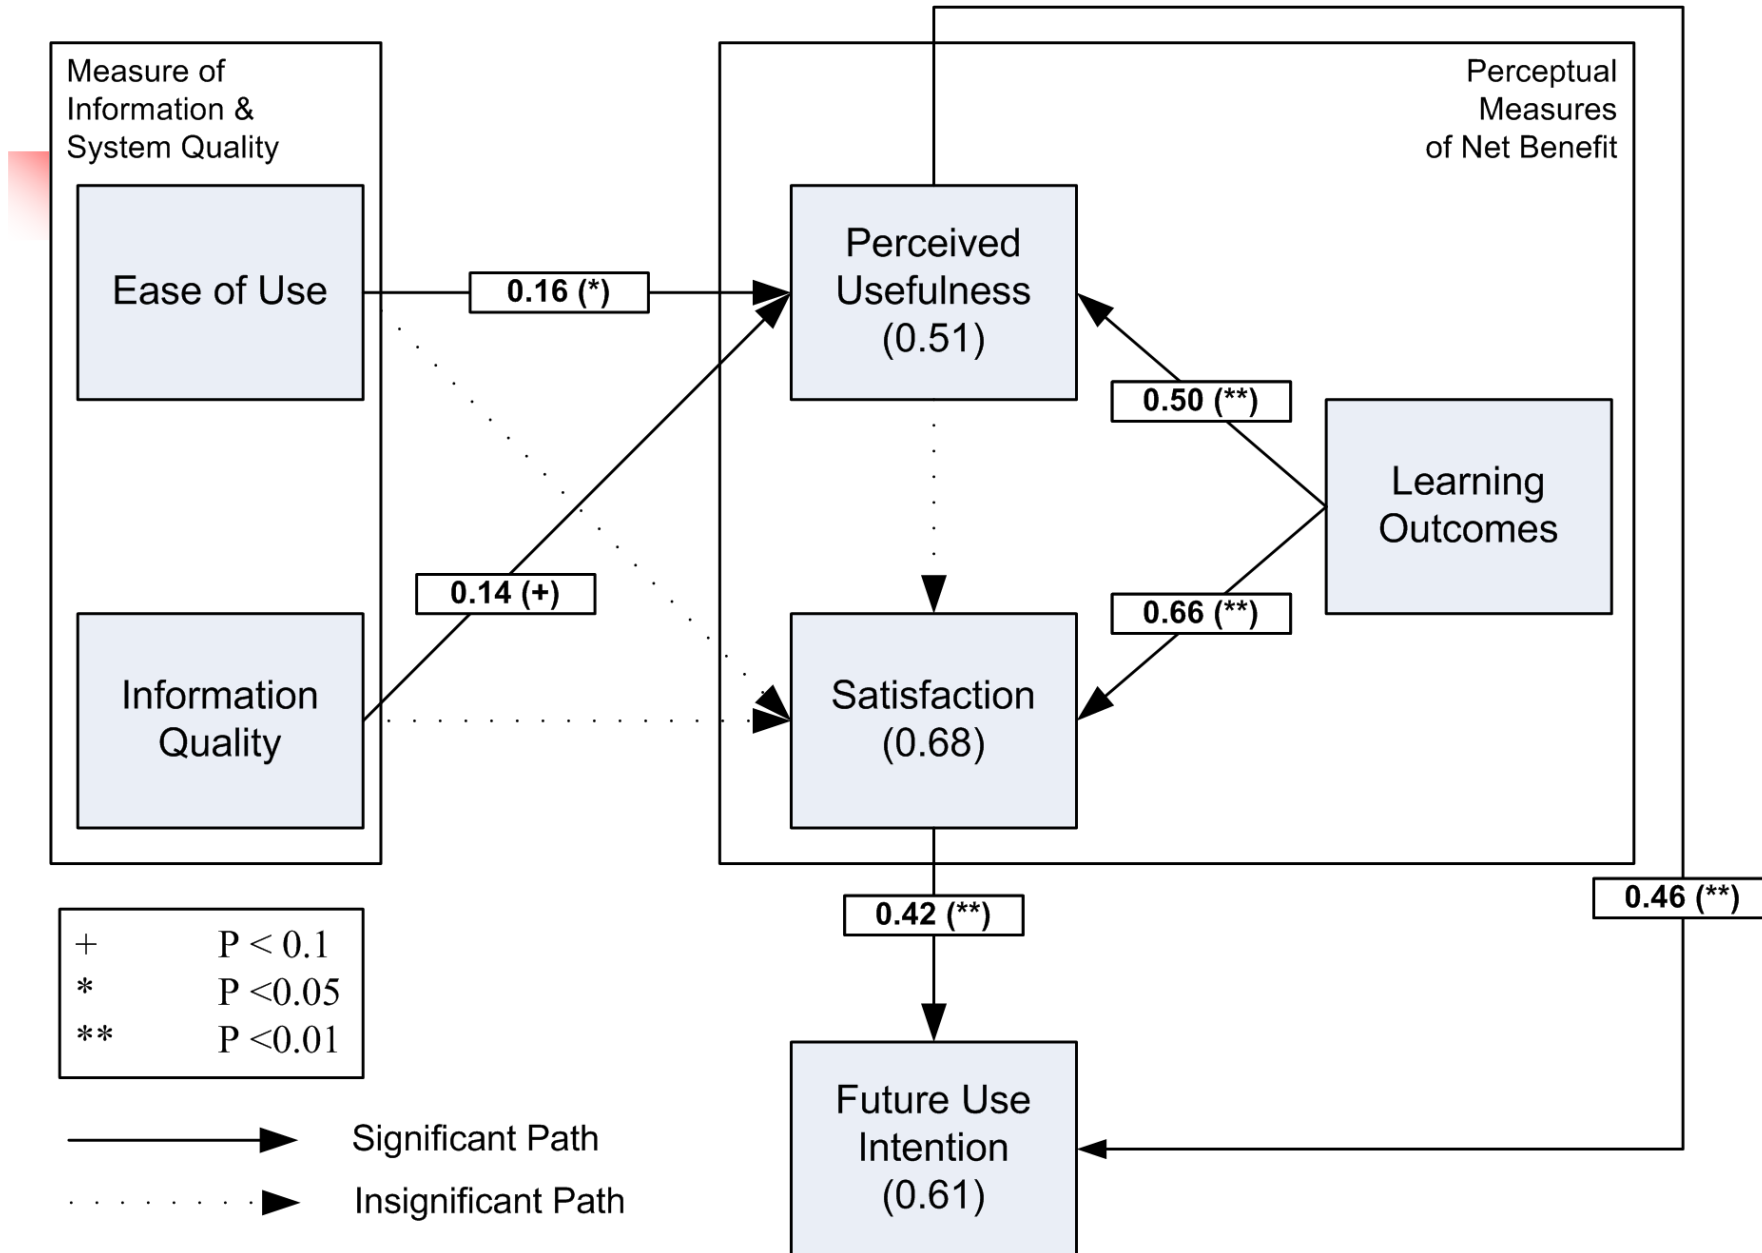 Measure of
Information &
System Quality
Perceptual
Measures
of Net Benefit
Ease of Use
0.16 (*)
Perceived
Usefulness
(0.51)
0.50 (**)
Learning
Outcomes
0.14 (+)
0.66 (**)
Information
Quality
Satisfaction
(0.68)
0.42 (**)
0.46 (**)
+ P < 0.1
* P <0.05
** P <0.01
Future Use
Intention
(0.61)
Significant Path
Insignificant Path